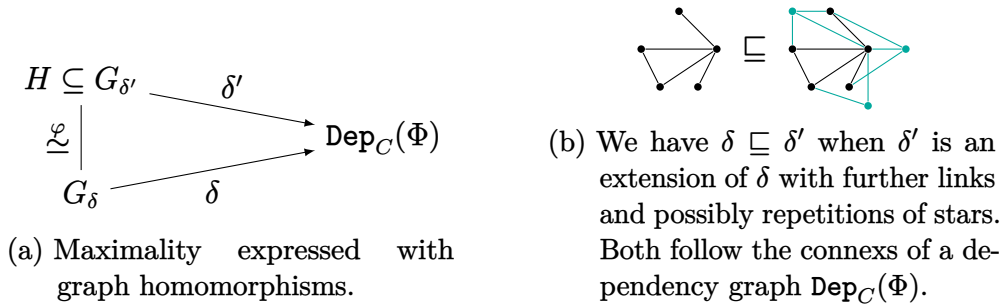 H ⊆ G_{δ′}
δ′
≅ φ
Dep_C(Φ)
G_δ
δ
(a) Maximality expressed with
graph homomorphisms.
⊑
(b) We have δ ⊑ δ′ when δ′ is an
extension of δ with further links
and possibly repetitions of stars.
Both follow the connexs of a de-
pendency graph Dep_C(Φ).